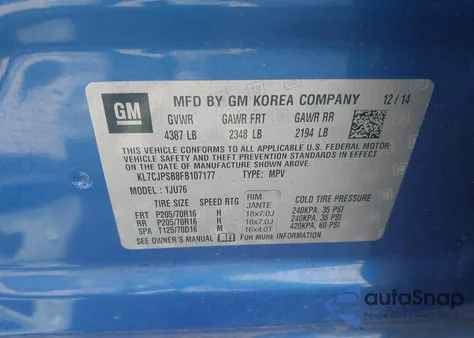 GM
MFD BY GM KOREA COMPANY 12/14
GVWR GAWR FRT GAWR RR
4387 LB 2348 LB 2194 LB
THIS VEHICLE CONFORMS TO ALL APPLICABLE U.S. FEDERAL MOTOR
VEHICLE SAFETY, BUMPER, AND THEFT PREVENTION STANDARDS
IN EFFECT ON THE DATE OF MANUFACTURE SHOWN ABOVE.
KL7CJPSB8FB107177 TYPE: MPV
MODEL: 1JU76
TIRE SIZE SPEED RTG RIM JANTE COLD TIRE PRESSURE
FRT P205/70R16 H 16x7.0J 240KPA, 35 PSI
RR P205/70R16 H 16x7.0J 240KPA, 35 PSI
SPA T125/70D16 M 16x4.0T 420KPA, 60 PSI
SEE OWNER'S MANUAL FOR MORE INFORMATION.
autoSnap